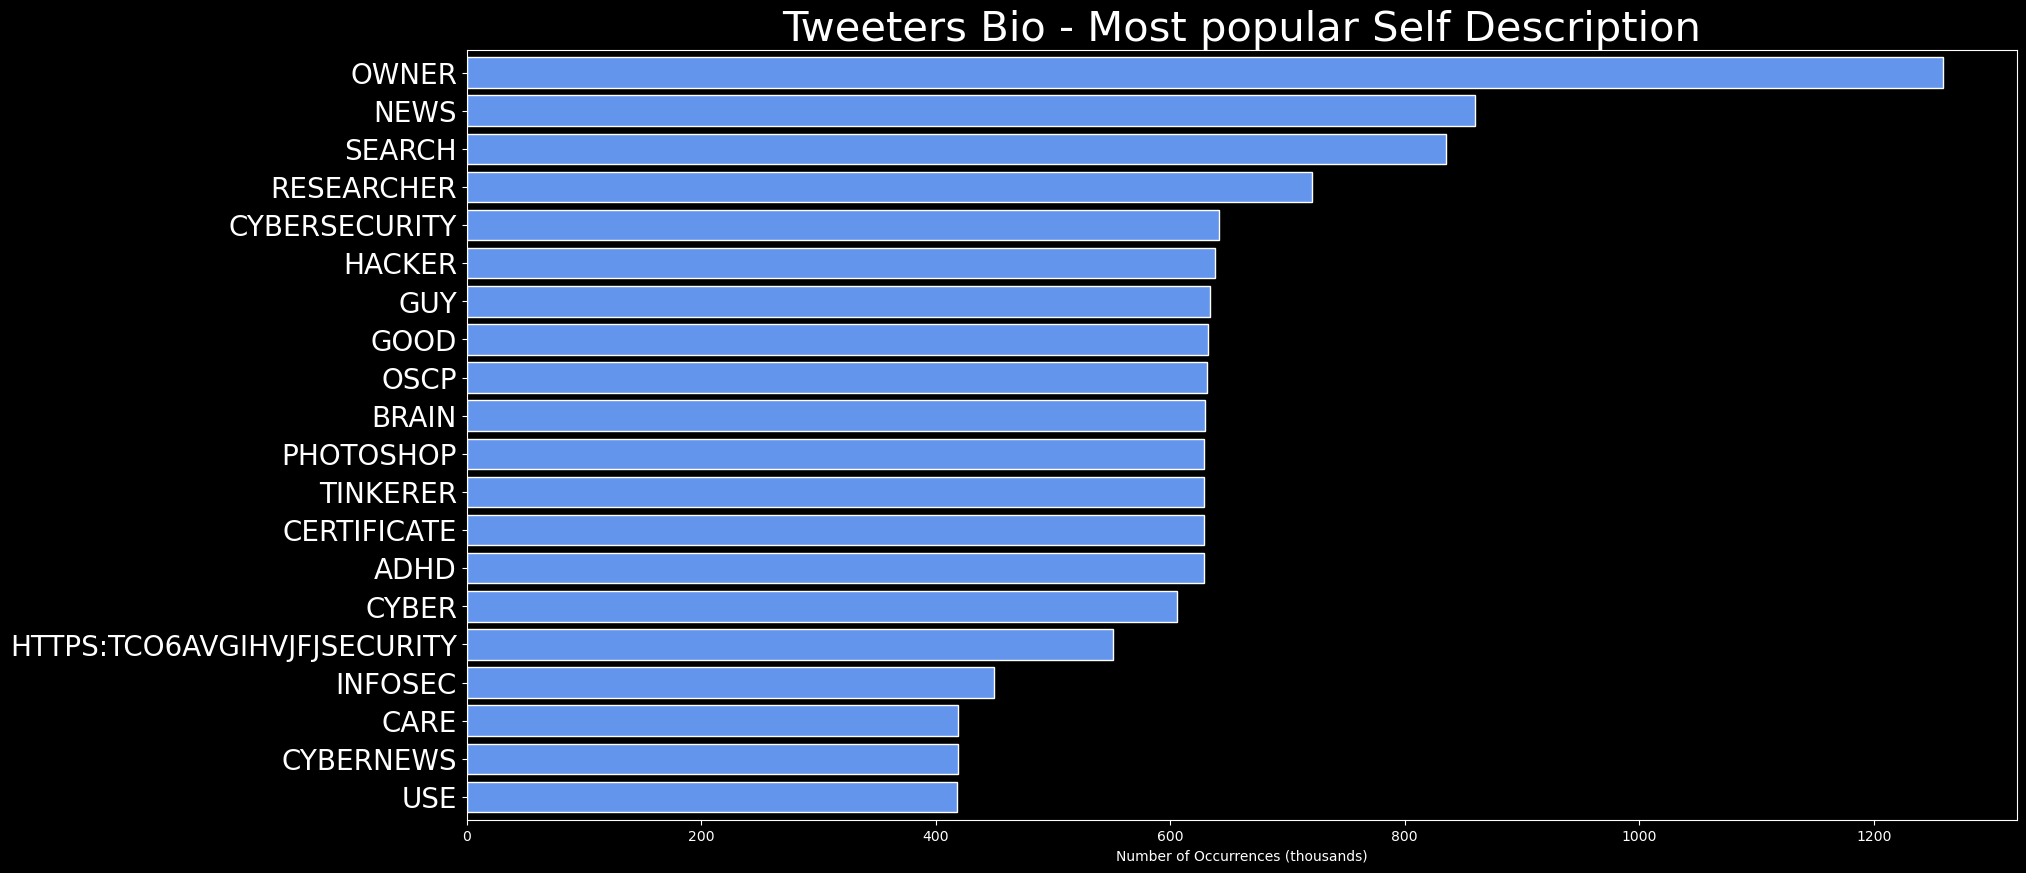 Tweeters Bio - Most popular Self Description
OWNER
NEWS
SEARCH
RESEARCHER
CYBERSECURITY
HACKER
GUY
GOOD
OSCP
BRAIN
PHOTOSHOP
TINKERER
CERTIFICATE
ADHD
CYBER
HTTPS:TCO6AVGIHVJFJSECURITY
INFOSEC
CARE
CYBERNEWS
USE
0 200 400 600 800 1000 1200
Number of Occurrences (thousands)